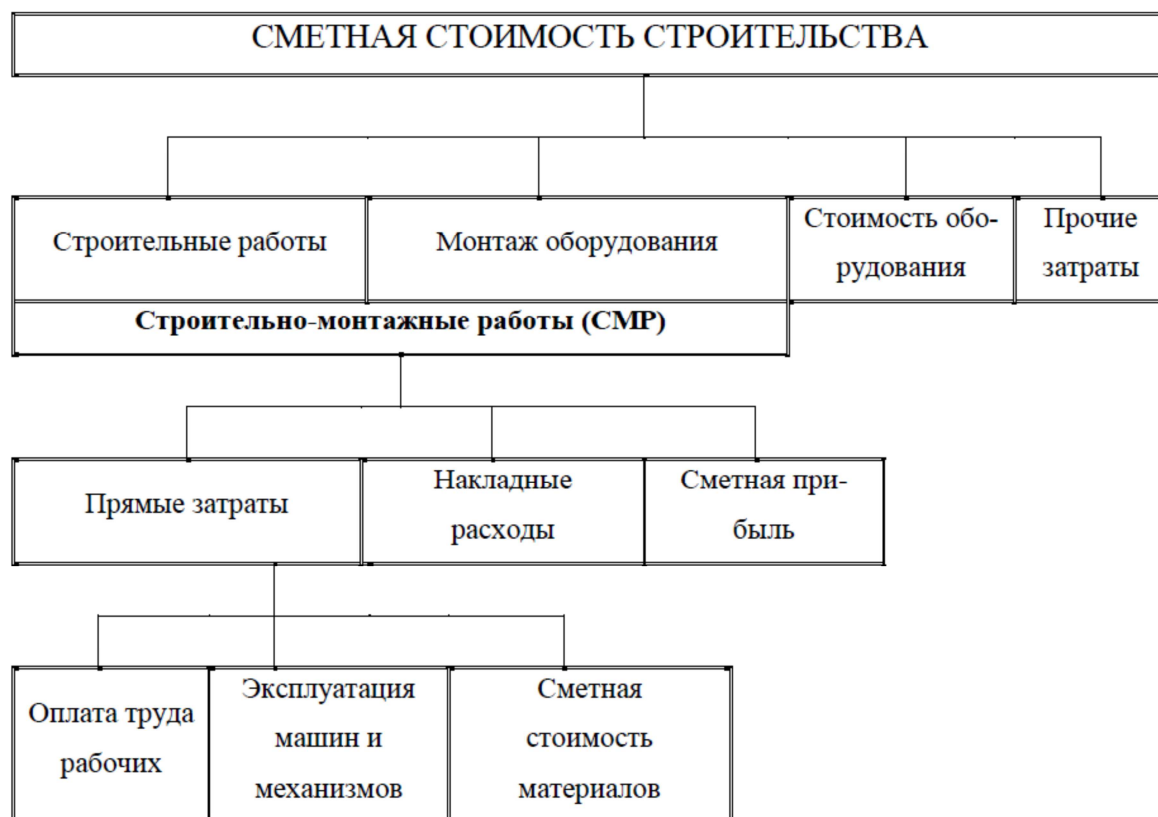 СМЕТНАЯ СТОИМОСТЬ СТРОИТЕЛЬСТВА
Строительные работы
Монтаж оборудования
Стоимость обо-
рудования
Прочие
затраты
Строительно-монтажные работы (СМР)
Прямые затраты
Накладные
расходы
Сметная при-
быль
Оплата труда
рабочих
Эксплуатация
машин и
механизмов
Сметная
стоимость
материалов